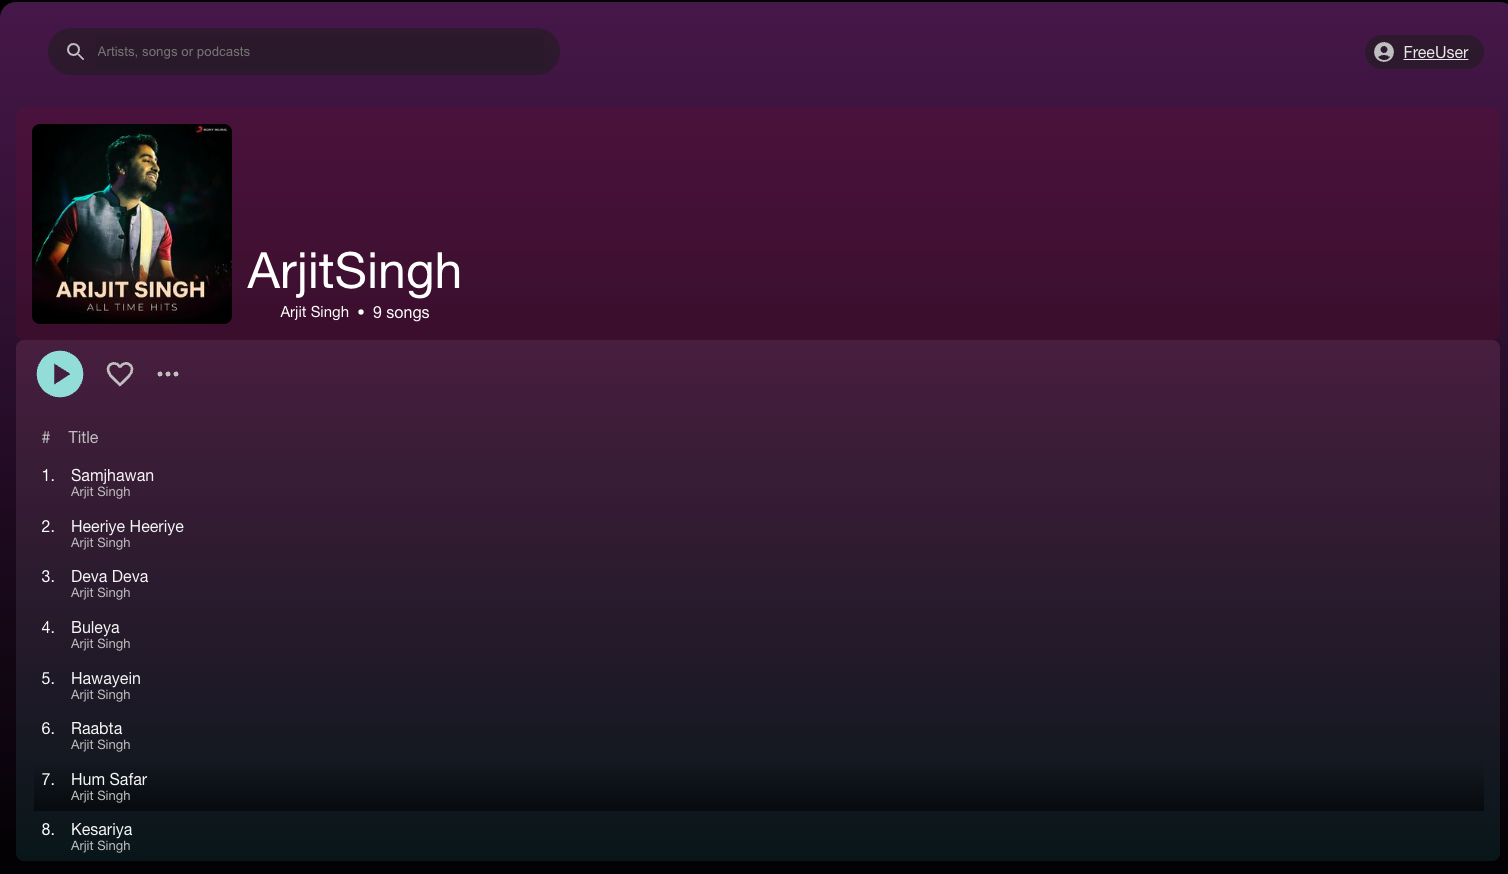 Artists, songs or podcasts
FreeUser
SONY MUSIC
ARIJIT SINGH
ALL TIME HITS
ArjitSingh
Arjit Singh • 9 songs
# Title
1. Samjhawan
Arjit Singh
2. Heeriye Heeriye
Arjit Singh
3. Deva Deva
Arjit Singh
4. Buleya
Arjit Singh
5. Hawayein
Arjit Singh
6. Raabta
Arjit Singh
7. Hum Safar
Arjit Singh
8. Kesariya
Arjit Singh